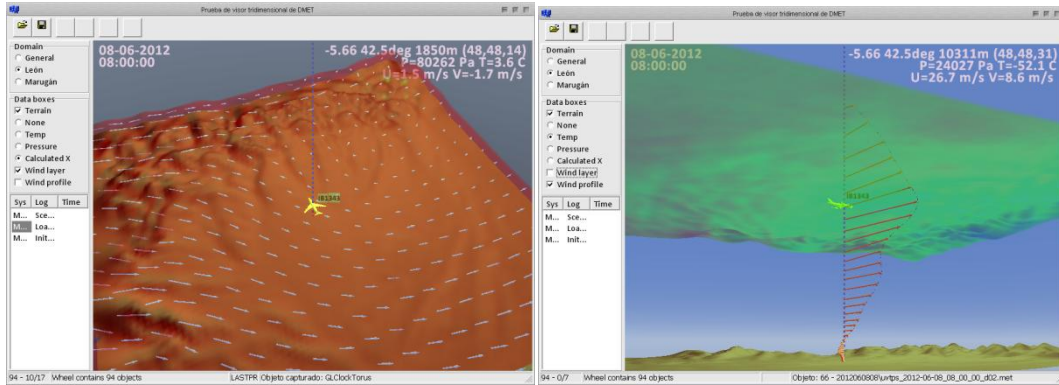 Prueba de visor tridimensional de DMET
Domain
General
León
Marugán
Data boxes
Terrain
None
Temp
Pressure
Calculated X
Wind layer
Wind profile
Sys Log Time
M... Sce...
M... Loa...
M... Init...
08-06-2012
08:00:00
-5.66 42.5deg 1850m (48,48,14)
P=80262 Pa T=3.6 C
U=1.5 m/s V=-1.7 m/s
IB1343
94 - 10/17 Wheel contains 94 objects LASTPR Objeto capturado: GLClockTorus
Prueba de visor tridimensional de DMET
Domain
General
León
Marugán
Data boxes
Terrain
None
Temp
Pressure
Calculated X
Wind layer
Wind profile
Sys Log Time
M... Sce...
M... Loa...
M... Init...
08-06-2012
08:00:00
-5.66 42.5deg 10311m (48,48,31)
P=24027 Pa T=-52.1 C
U=26.7 m/s V=8.6 m/s
IB1343
94 - 0/7 Wheel contains 94 objects Objeto: 66 - 2012060808\uvtps_2012-06-08_08_00_00_d02.met